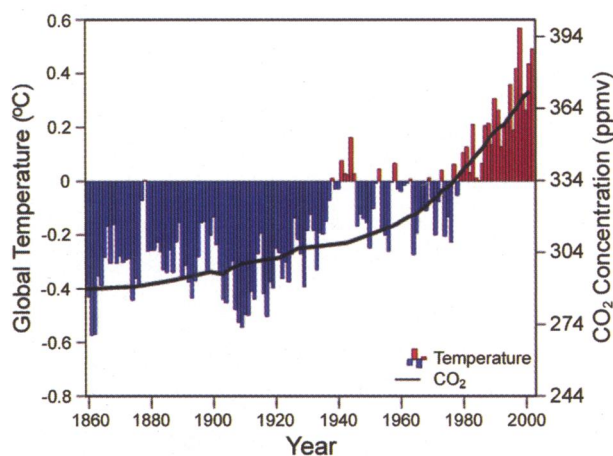 0.6
0.4
0.2
0
-0.2
-0.4
-0.6
-0.8
Global Temperature (ºC)
394
364
334
304
274
244
CO₂ Concentration (ppmv)
Temperature
CO₂
1860 1880 1900 1920 1940 1960 1980 2000
Year